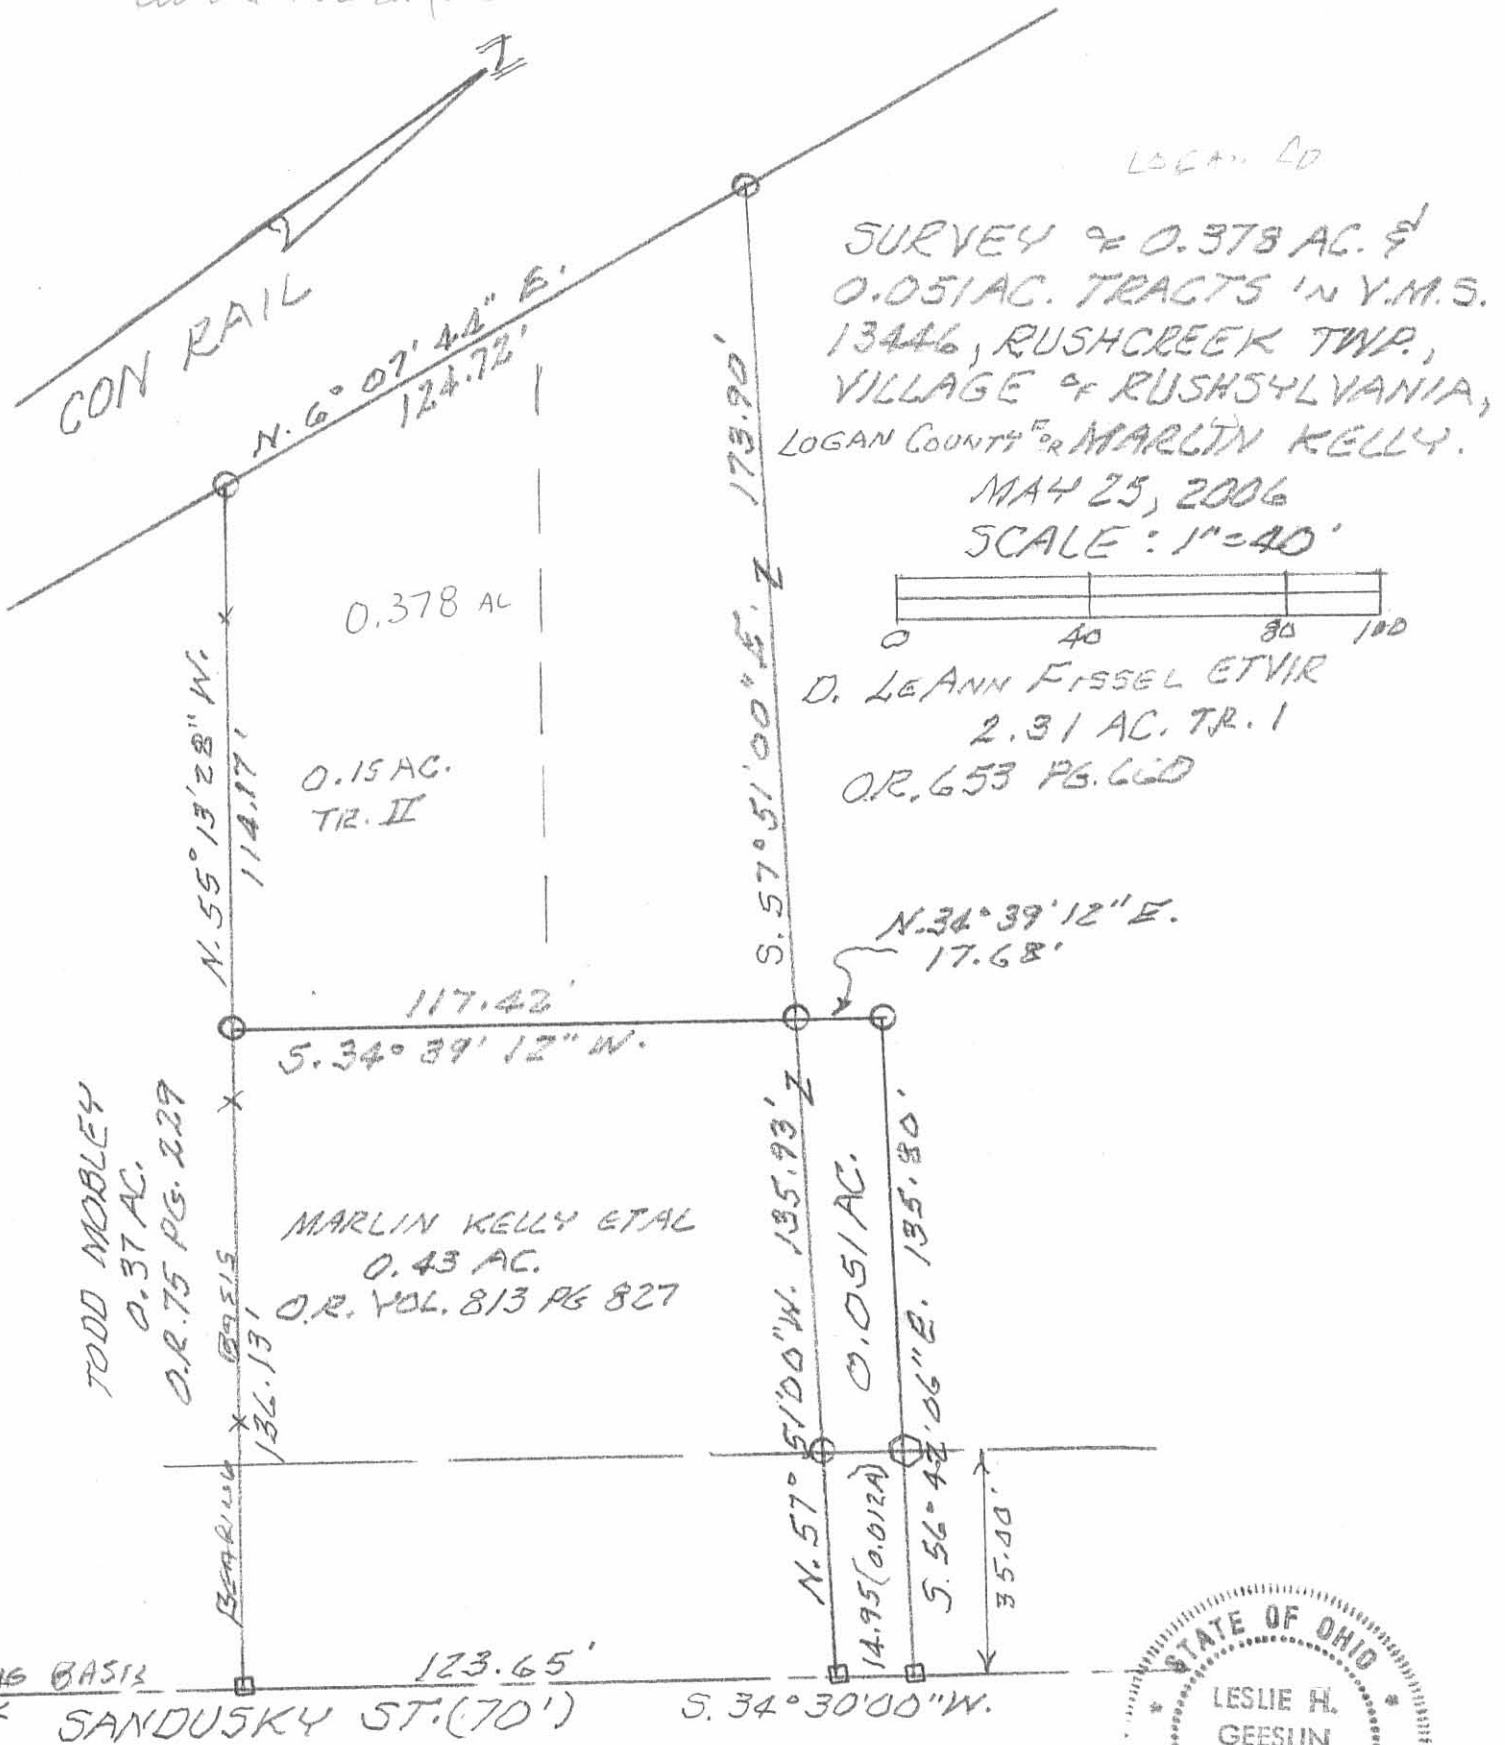 CON RAIL
N. 6° 07' 44" E.
124.72'
LOGAN CO
SURVEY OF 0.378 AC. &
0.051 AC. TRACTS IN V.M.S.
13446, RUSHCREEK TWP.,
VILLAGE OF RUSHSYLVANIA,
LOGAN COUNTY FOR MARLIN KELLY.
MAY 25, 2006
SCALE : 1" = 40'
0 40 80 100
D. LEANN FISSEL ETVIR
2.31 AC. TR. 1
O.R. 653 PG. 660
173.90'
S. 57° 51' 00" E.
0.378 AC
0.15 AC.
TR. II
N. 55° 13' 28" W.
114.17'
N. 34° 39' 12" E.
17.68'
117.42'
S. 34° 39' 12" W.
TODD MOBLEY
0.37 AC.
O.R. 75 PG. 229
MARLIN KELLY ETAL
0.43 AC.
O.R. VOL. 813 PG 827
BEARING BASIS
136.13'
N. 57° 51' 00" W. 135.93'
0.051 AC.
S. 56° 42' 06" E. 135.80'
14.95 (0.012A)
35.00'
BASIS
123.65'
SANDUSKY ST. (70')
S. 34° 30' 00" W.
STATE OF OHIO
LESLIE H.
GEESLIN